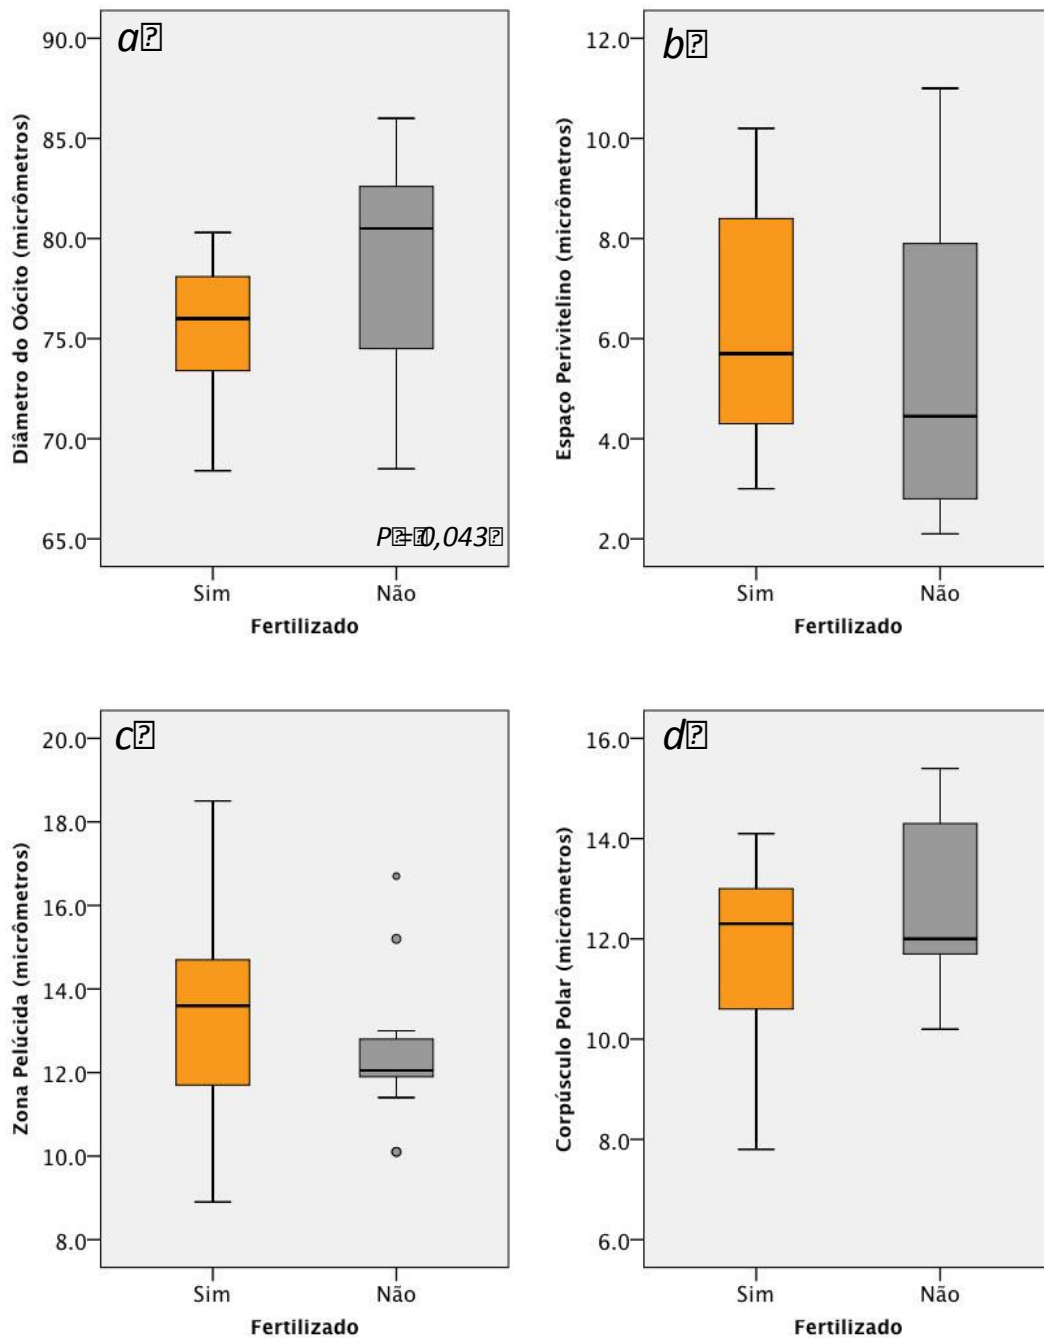 a
90.0
85.0
80.0
75.0
70.0
65.0
Diâmetro do Oócito (micrômetros)
P = 0,043
Sim Não
Fertilizado
b
12.0
10.0
8.0
6.0
4.0
2.0
Espaço Perivitelino (micrômetros)
Sim Não
Fertilizado
c
20.0
18.0
16.0
14.0
12.0
10.0
8.0
Zona Pelúcida (micrômetros)
Sim Não
Fertilizado
d
16.0
14.0
12.0
10.0
8.0
6.0
Corpúsculo Polar (micrômetros)
Sim Não
Fertilizado